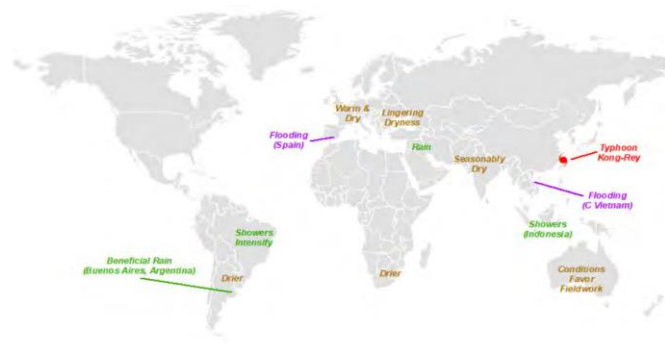 Warm &
Dry
Lingering
Dryness
Flooding
(Spain)
Rain
Seasonably
Dry
Typhoon
Kong-Rey
Flooding
(C Vietnam)
Showers
Intensify
Showers
(Indonesia)
Beneficial Rain
(Buenos Aires, Argentina)
Drier
Drier
Conditions
Favor
Fieldwork